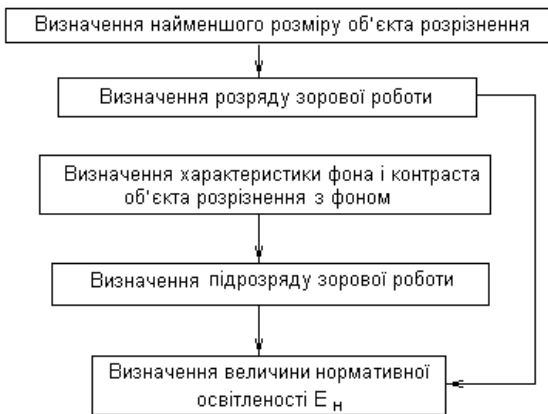 Визначення найменшого розміру об'єкта розрізнення
Визначення розряду зорової роботи
Визначення характеристики фона і контраста
об'єкта розрізнення з фоном
Визначення підрозряду зорової роботи
Визначення величини нормативної
освітленості Е н